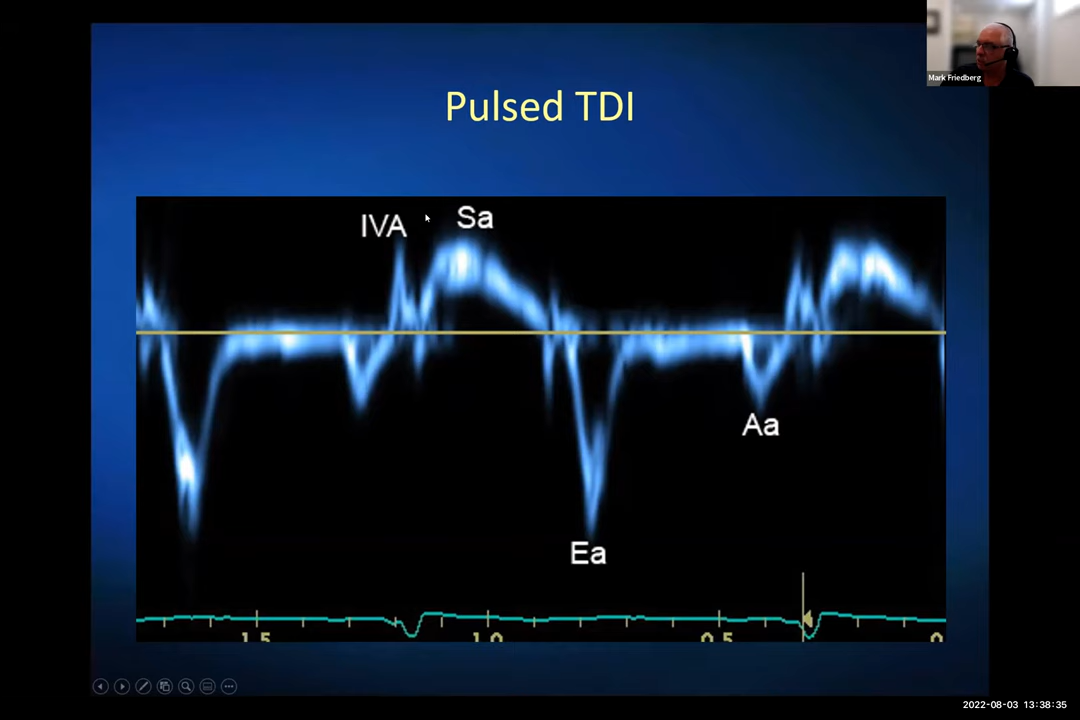 Mark Friedberg
Pulsed TDI
IVA
Sa
Aa
Ea
1.5
1.0
0.5
0
2022-08-03 13:38:35